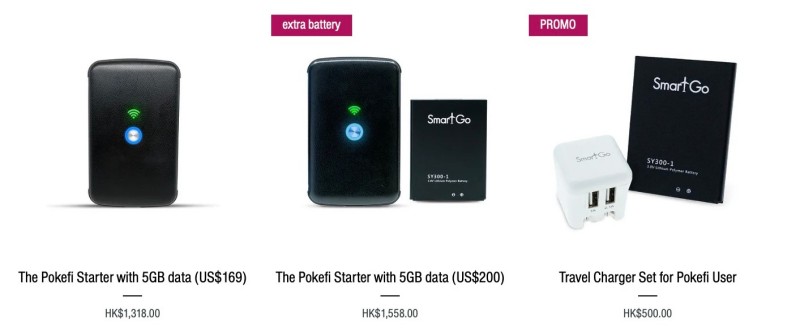 extra battery
PROMO
SmartGo
SY300-1
SmartGo
SmartGo
SY300-1
The Pokefi Starter with 5GB data (US$169)
The Pokefi Starter with 5GB data (US$200)
Travel Charger Set for Pokefi User
HK$1,318.00
HK$1,558.00
HK$500.00